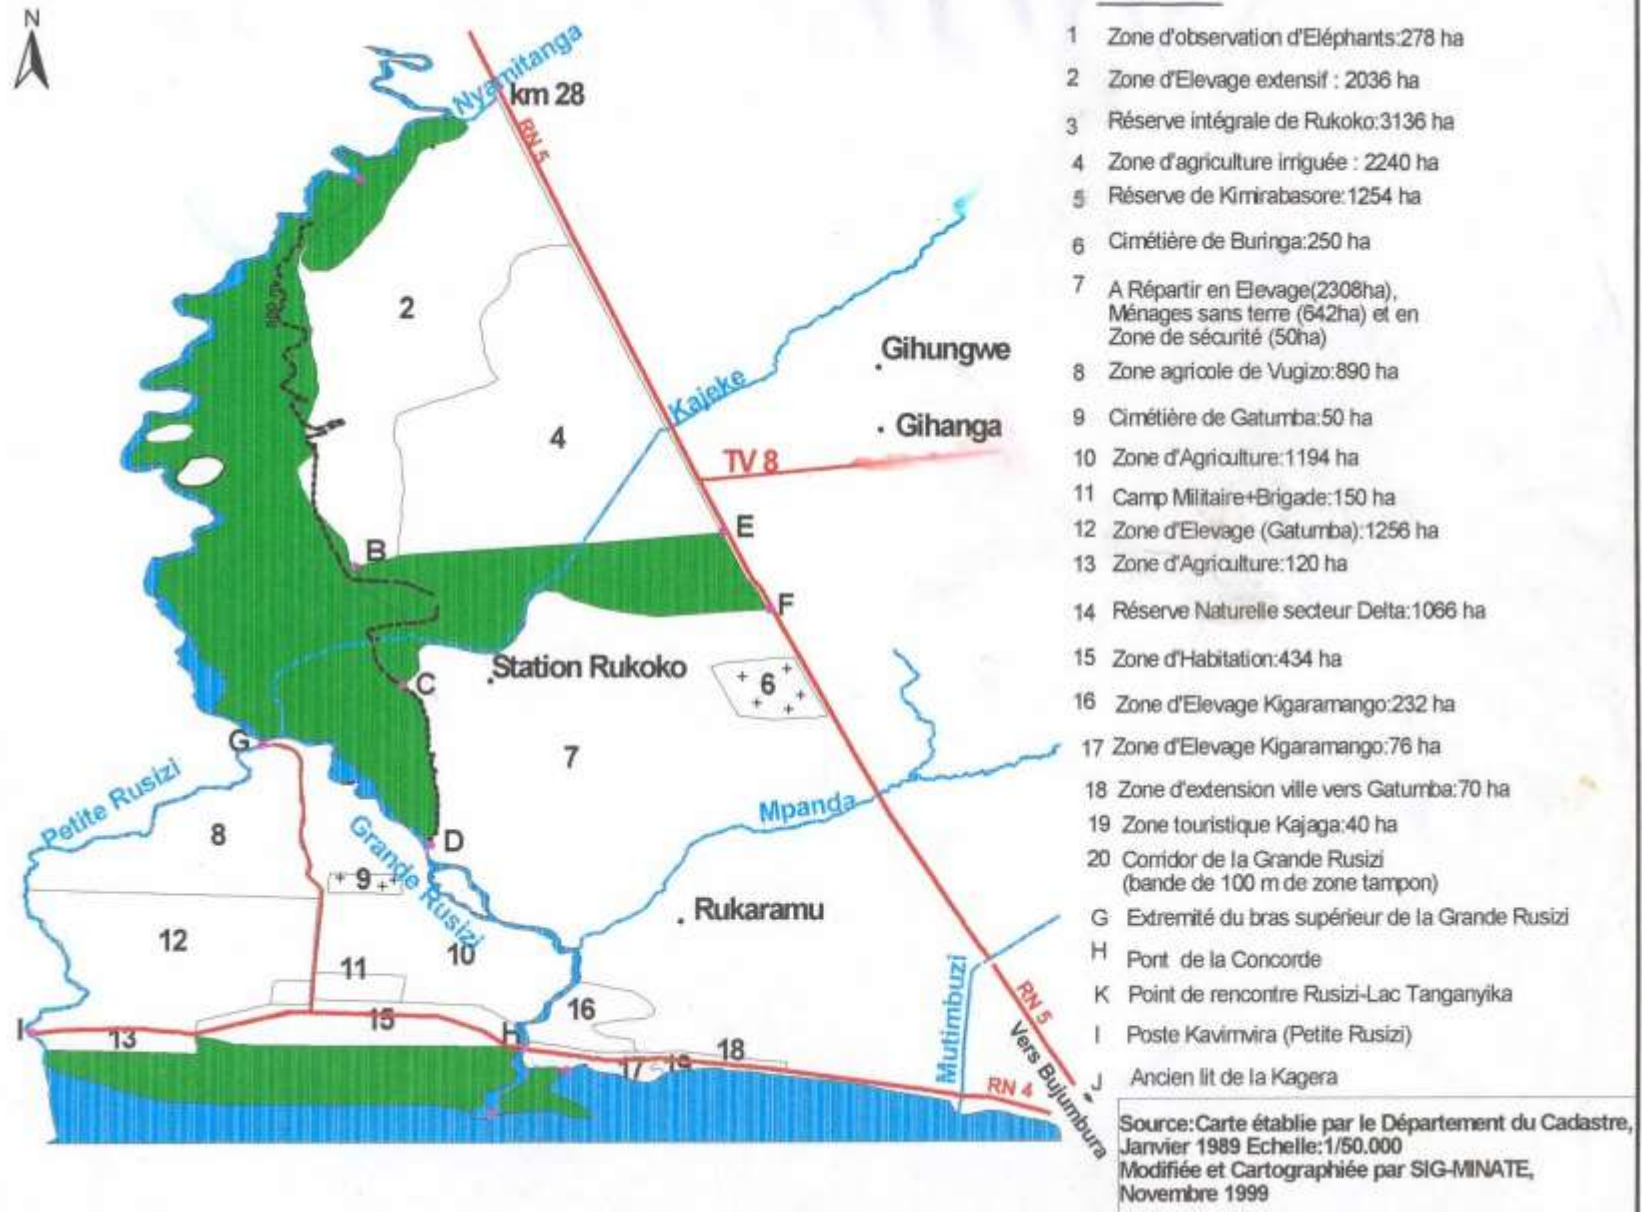 N
Nyamitanga
km 28
RN 5
2
Gihungwe
Kajeke
Gihanga
4
TV 8
E
B
F
Station Rukoko
C
6
G
7
Petite Rusizi
Mpanda
8
Grande Rusizi
D
9
Rukaramu
12
10
11
Mutimbuzi
16
RN 5
I
13
15
H
18
17
19
RN 4
Vers Bujumbura
1 Zone d'observation d'Eléphants:278 ha
2 Zone d'Elevage extensif : 2036 ha
3 Réserve intégrale de Rukoko:3136 ha
4 Zone d'agriculture irriguée : 2240 ha
5 Réserve de Kimirabasore:1254 ha
6 Cimétière de Buringa:250 ha
7 A Répartir en Elevage(2308ha),
Ménages sans terre (642ha) et en
Zone de sécurité (50ha)
8 Zone agricole de Vugizo:890 ha
9 Cimétière de Gatumba:50 ha
10 Zone d'Agriculture:1194 ha
11 Camp Militaire+Brigade:150 ha
12 Zone d'Elevage (Gatumba):1256 ha
13 Zone d'Agriculture:120 ha
14 Réserve Naturelle secteur Delta:1066 ha
15 Zone d'Habitation:434 ha
16 Zone d'Elevage Kigaramango:232 ha
17 Zone d'Elevage Kigaramango:76 ha
18 Zone d'extension ville vers Gatumba:70 ha
19 Zone touristique Kajaga:40 ha
20 Corridor de la Grande Rusizi
(bande de 100 m de zone tampon)
G Extremité du bras supérieur de la Grande Rusizi
H Pont de la Concorde
K Point de rencontre Rusizi-Lac Tanganyika
I Poste Kavimvira (Petite Rusizi)
J Ancien lit de la Kagera
Source:Carte établie par le Département du Cadastre,
Janvier 1989 Echelle:1/50.000
Modifiée et Cartographiée par SIG-MINATE,
Novembre 1999